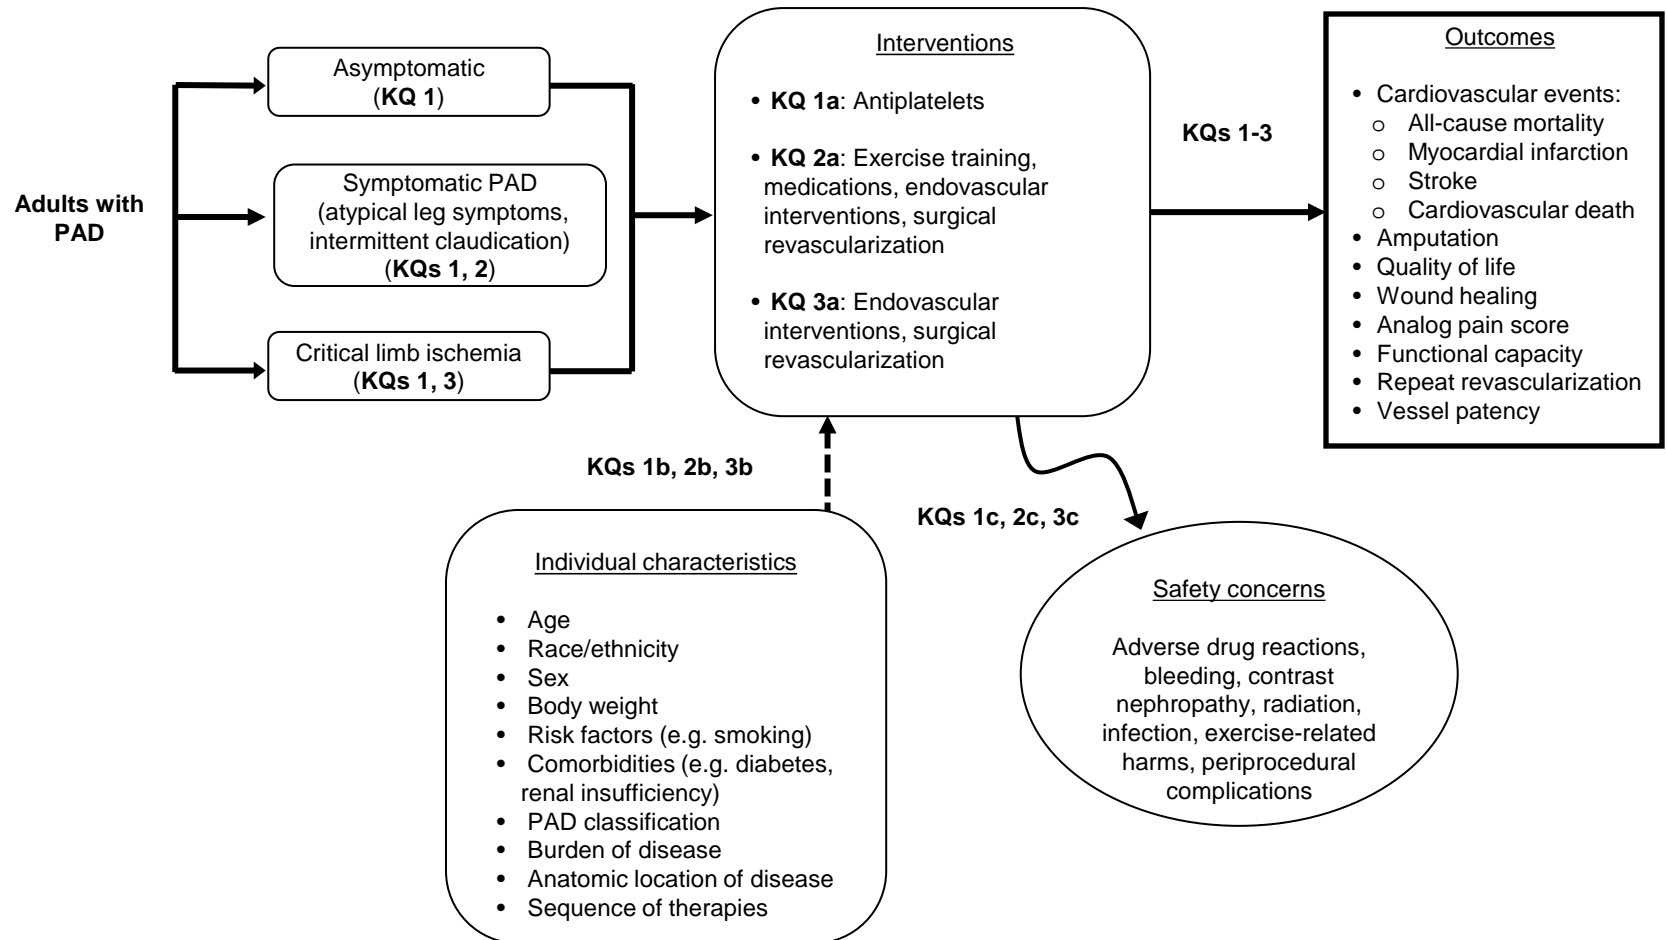 Adults with
PAD
Asymptomatic
(KQ 1)
Symptomatic PAD
(atypical leg symptoms,
intermittent claudication)
(KQs 1, 2)
Critical limb ischemia
(KQs 1, 3)
Interventions
• KQ 1a: Antiplatelets
• KQ 2a: Exercise training,
medications, endovascular
interventions, surgical
revascularization
• KQ 3a: Endovascular
interventions, surgical
revascularization
KQs 1-3
Outcomes
• Cardiovascular events:
o All-cause mortality
o Myocardial infarction
o Stroke
o Cardiovascular death
• Amputation
• Quality of life
• Wound healing
• Analog pain score
• Functional capacity
• Repeat revascularization
• Vessel patency
KQs 1b, 2b, 3b
Individual characteristics
• Age
• Race/ethnicity
• Sex
• Body weight
• Risk factors (e.g. smoking)
• Comorbidities (e.g. diabetes,
renal insufficiency)
• PAD classification
• Burden of disease
• Anatomic location of disease
• Sequence of therapies
KQs 1c, 2c, 3c
Safety concerns
Adverse drug reactions,
bleeding, contrast
nephropathy, radiation,
infection, exercise-related
harms, periprocedural
complications